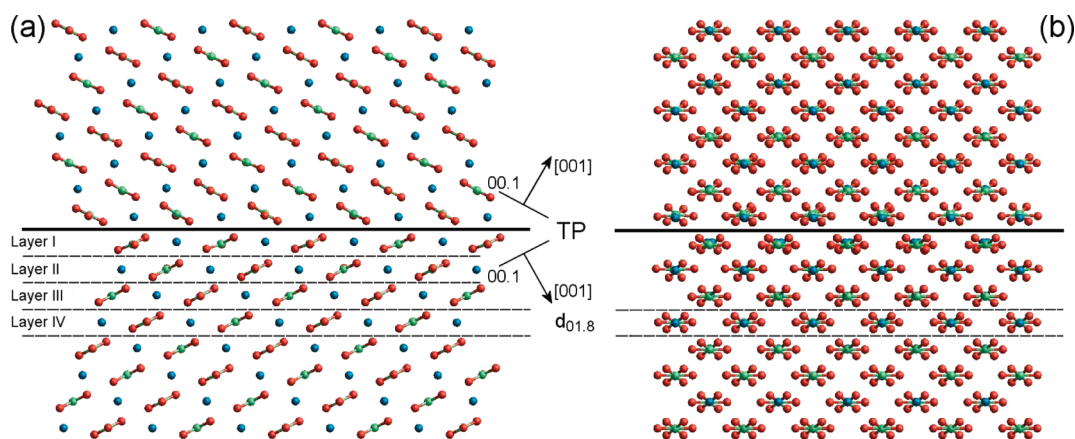 (a)
(b)
00.1
[001]
TP
Layer I
Layer II
00.1
Layer III
[001]
Layer IV
d01.8